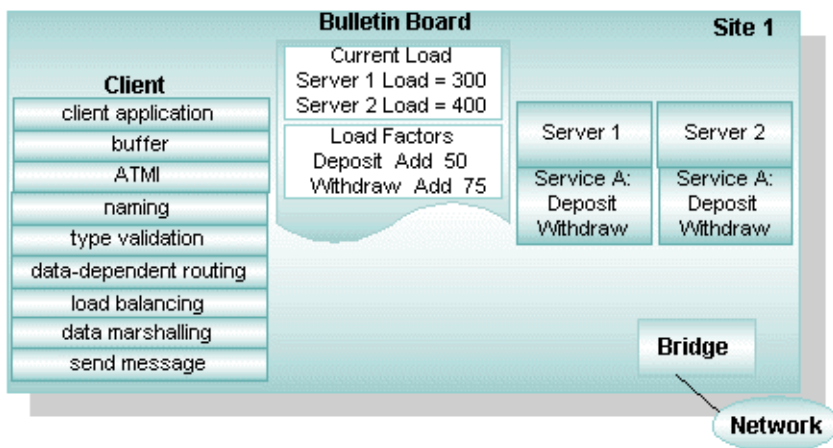 Bulletin Board
Site 1
Current Load
Server 1 Load = 300
Server 2 Load = 400
Load Factors
Deposit Add 50
Withdraw Add 75
Client
client application
buffer
ATMI
naming
type validation
data-dependent routing
load balancing
data marshalling
send message
Server 1
Service A:
Deposit
Withdraw
Server 2
Service A:
Deposit
Withdraw
Bridge
Network